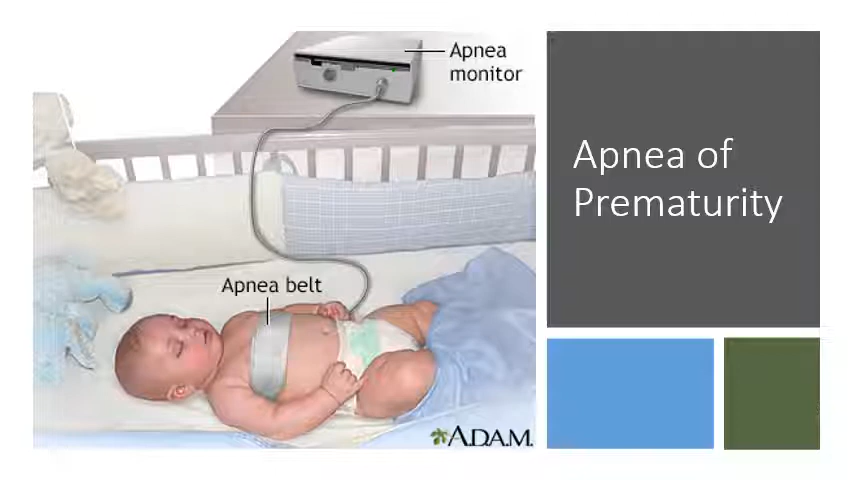 Apnea
monitor
Apnea belt
A.D.A.M.
Apnea of
Prematurity